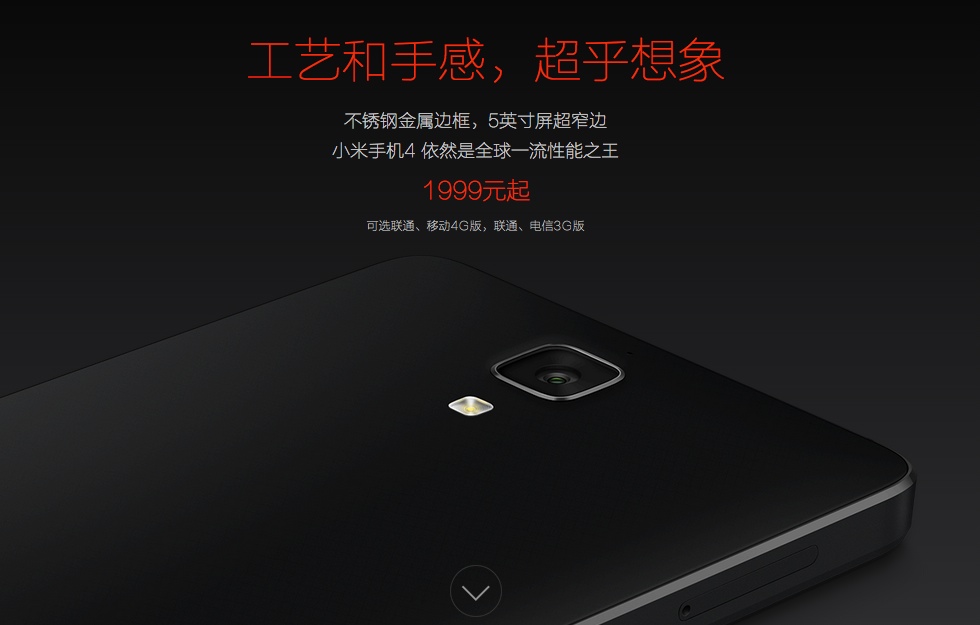 工艺和手感，超乎想象
不锈钢金属边框，5英寸屏超窄边
小米手机4 依然是全球一流性能之王
1999元起
可选联通、移动4G版，联通、电信3G版